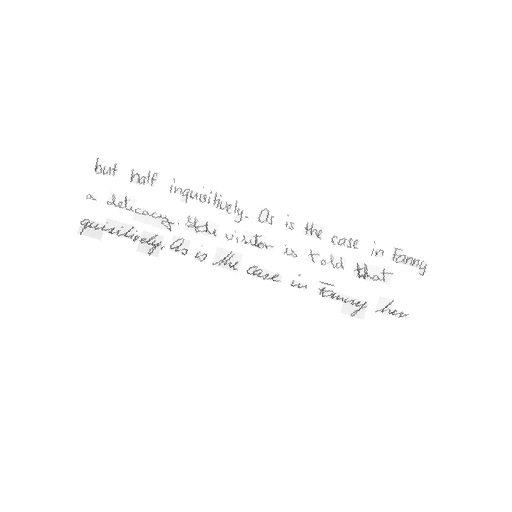 but half inquisitively. As is the case in Fanny
a delicacy. The visitor is told that
quisitively. As is the case in Fanny her